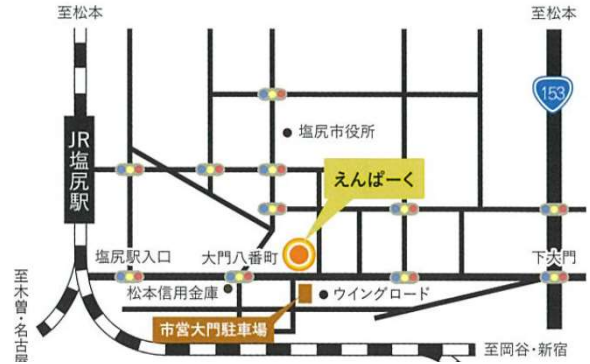 至松本
至松本
153
JR塩尻駅
塩尻市役所
えんぱーく
塩尻駅入口
大門八番町
下大門
松本信用金庫
ウイングロード
市営大門駐車場
至木曽・名古屋
至岡谷・新宿